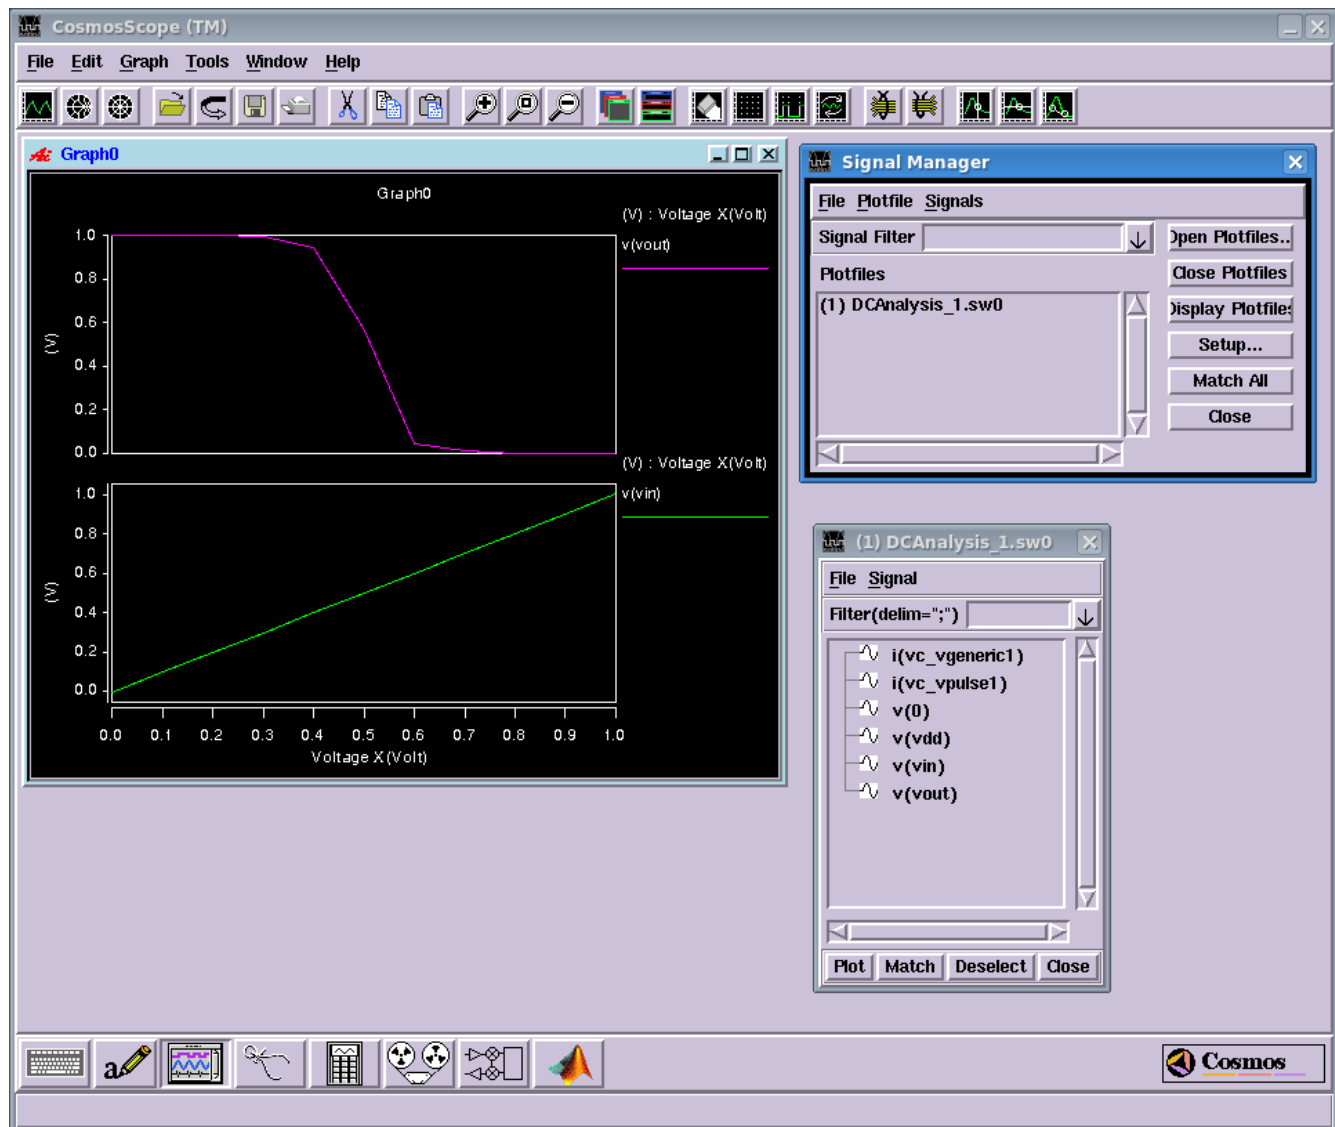 CosmosScope (TM)
File Edit Graph Tools Window Help
Graph0
Graph0
(V) : Voltage X(Volt)
v(vout)
1.0
0.8
0.6
0.4
0.2
0.0
(V)
(V) : Voltage X(Volt)
v(vin)
1.0
0.8
0.6
0.4
0.2
0.0
(V)
0.0 0.1 0.2 0.3 0.4 0.5 0.6 0.7 0.8 0.9 1.0
Voltage X(Volt)
Signal Manager
File Plotfile Signals
Signal Filter
Plotfiles
(1) DCAnalysis_1.sw0
Open Plotfiles..
Close Plotfiles
Display Plotfiles
Setup...
Match All
Close
(1) DCAnalysis_1.sw0
File Signal
Filter(delim=";")
i(vc_vgeneric1)
i(vc_vpulse1)
v(0)
v(vdd)
v(vin)
v(vout)
Plot Match Deselect Close
a
Cosmos